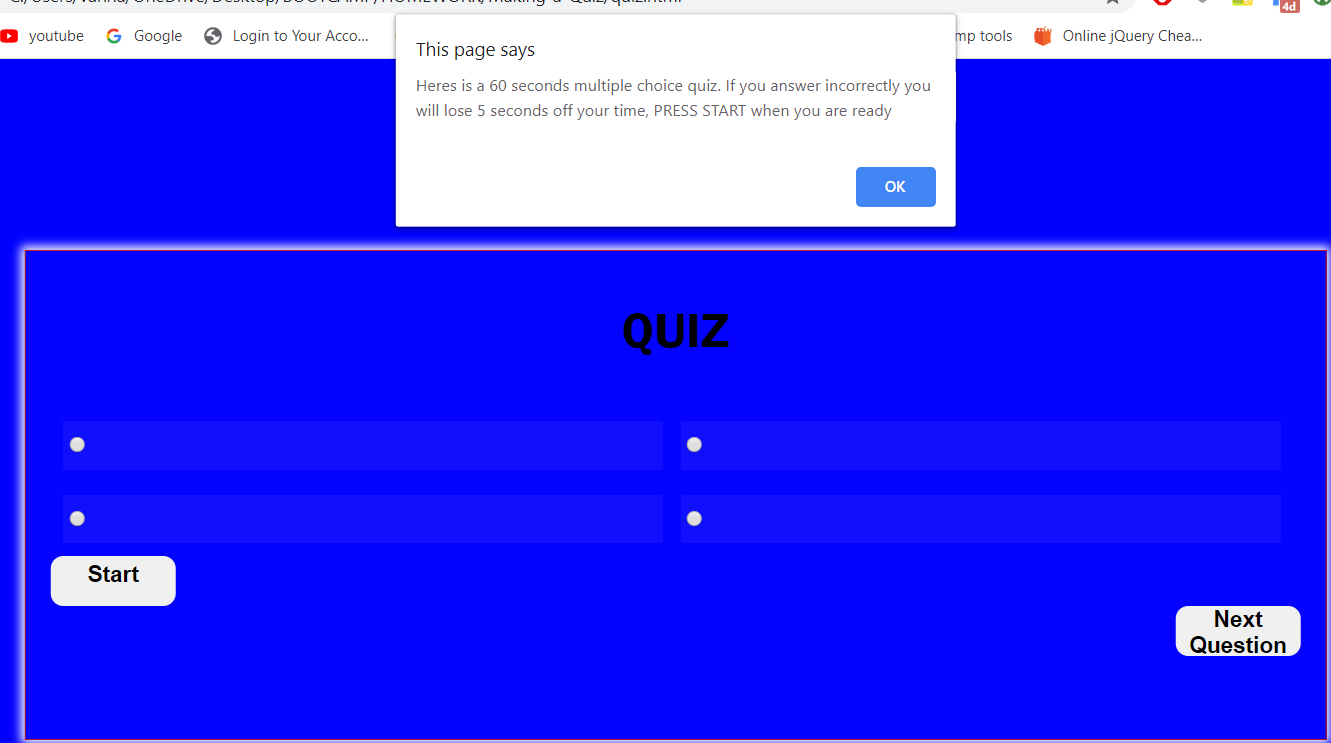 youtube
Google
Login to Your Acco...
mp tools
Online jQuery Chea...
4d
This page says
Heres is a 60 seconds multiple choice quiz. If you answer incorrectly you
will lose 5 seconds off your time, PRESS START when you are ready
OK
QUIZ
Start
Next
Question